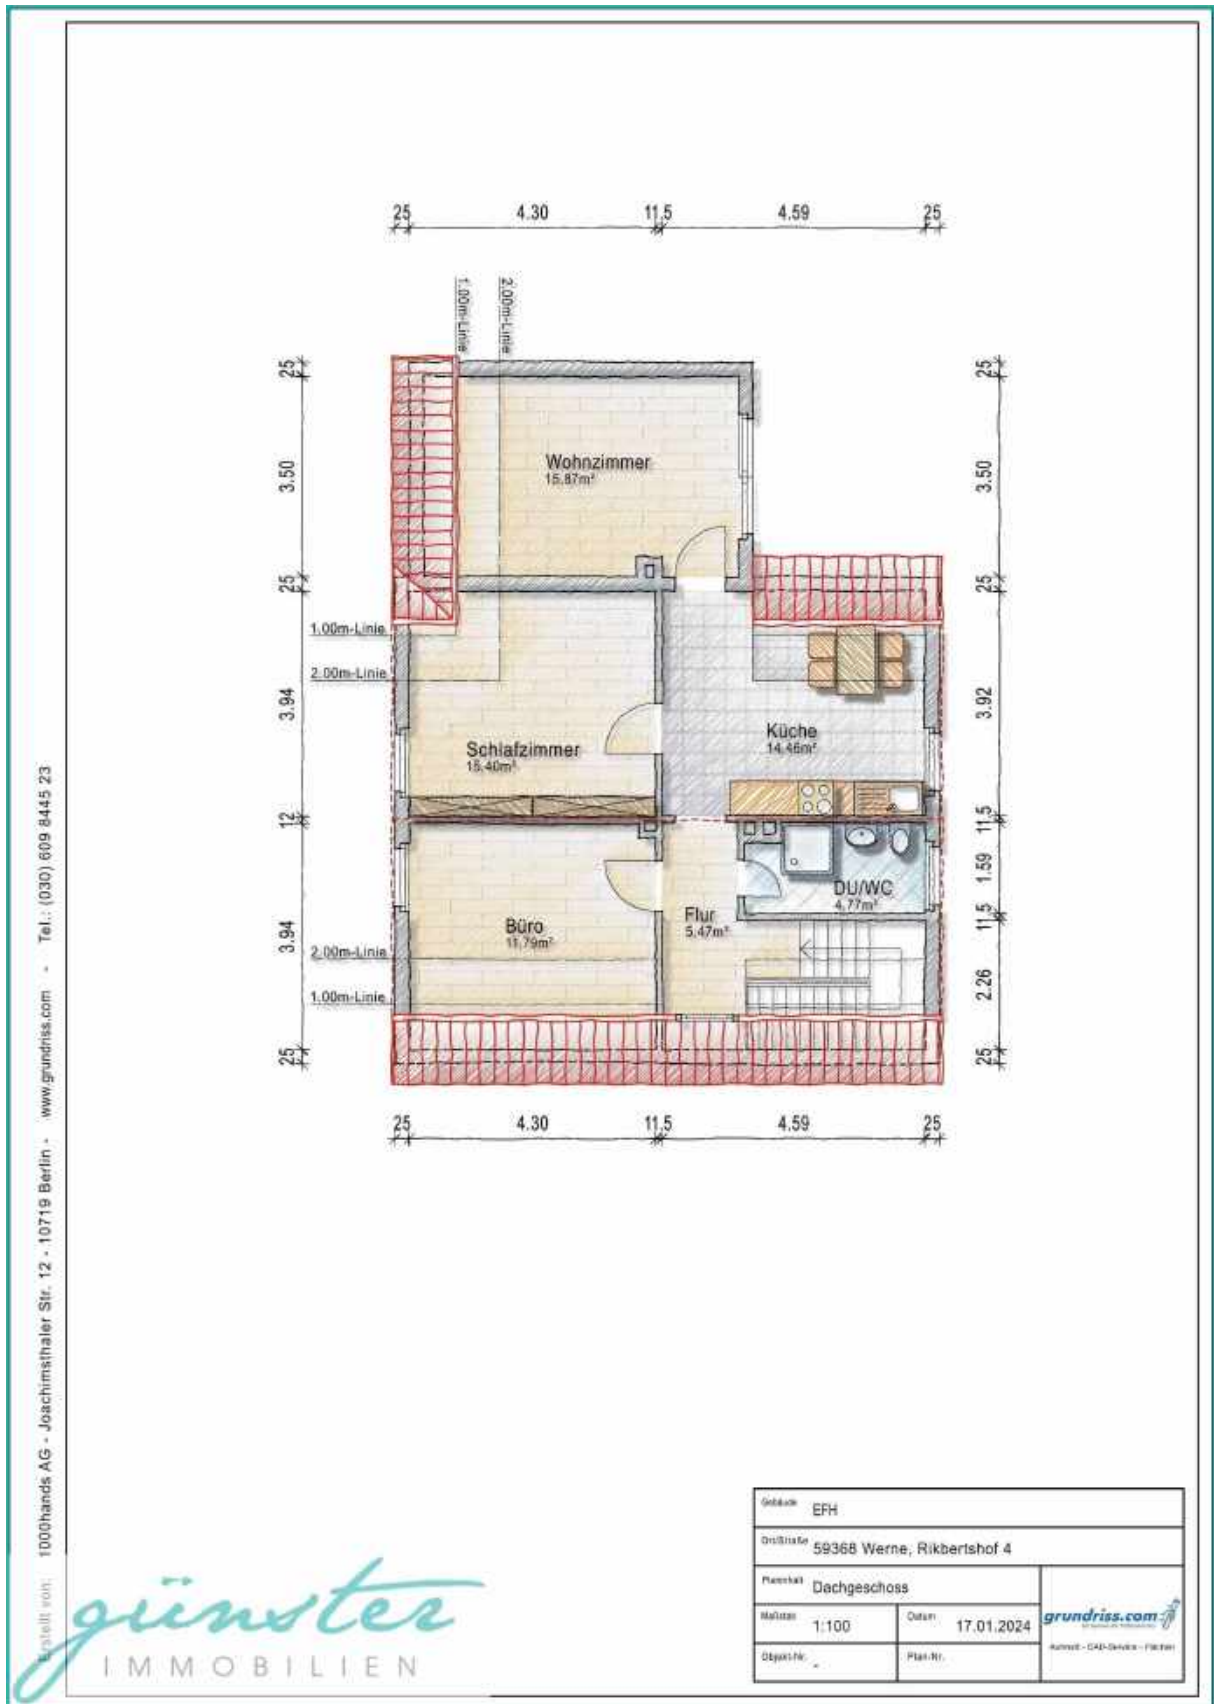 25 4.30 11,5 4.59 25
1.00m-Linie
2.00m-Linie
25
3.50
25
3.94
12
3.94
25
25
3.50
25
3.92
11,5
1.59
11,5
2.26
25
Wohnzimmer
15.87m²
1.00m-Linie
2.00m-Linie
Schlafzimmer
15.40m²
Küche
14.46m²
Büro
11.79m²
Flur
5.47m²
DU/WC
4.77m²
2.00m-Linie
1.00m-Linie
25 4.30 11,5 4.59 25
Erstellt von: 1000hands AG - Joachimsthaler Str. 12 - 10719 Berlin - www.grundriss.com - Tel.: (030) 609 8445 23
günster
IMMOBILIEN
Gebäude EFH
Ort/Straße 59368 Werne, Rikbertshof 4
Planinhalt Dachgeschoss
Maßstab 1:100 Datum 17.01.2024
Objekt-Nr. - Plan-Nr.
grundriss.com
Aufmaß - CAD-Service - Flächen